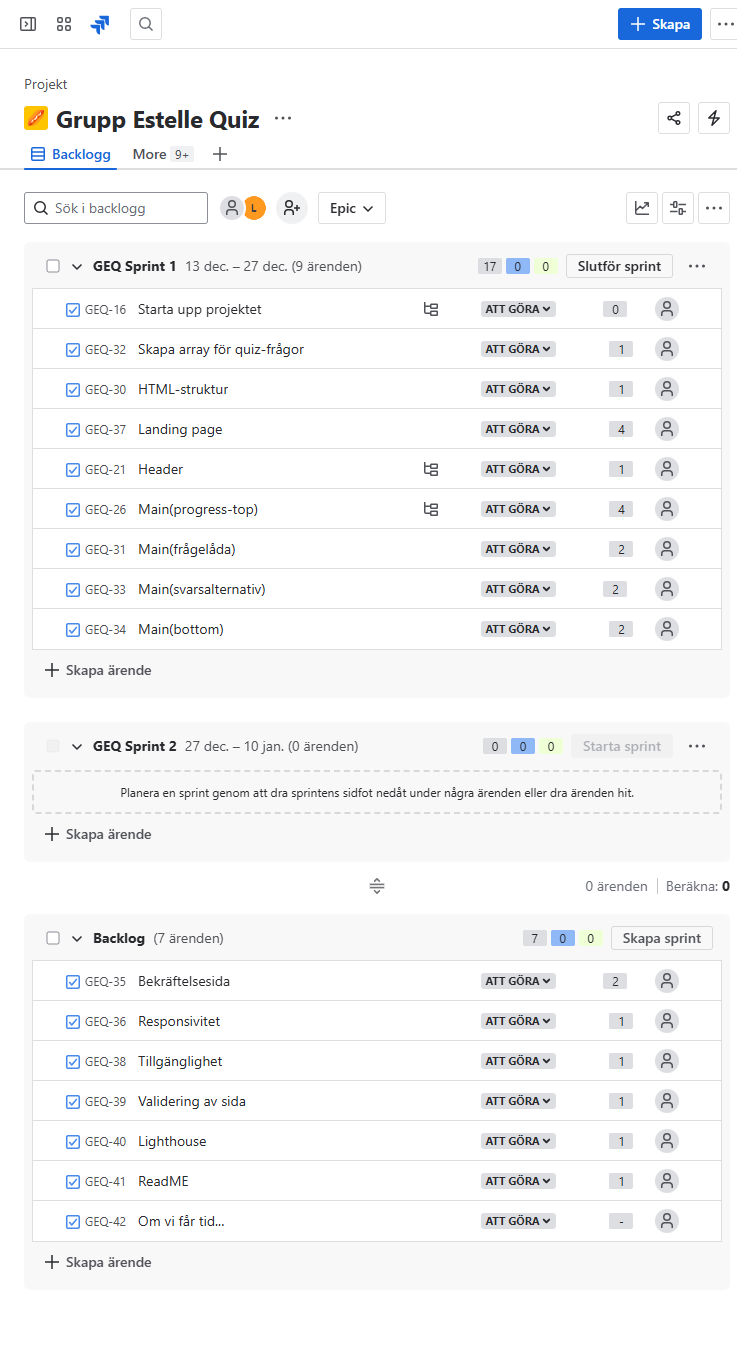 Skapa
Projekt
Grupp Estelle Quiz
Backlogg More 9+
Sök i backlogg L Epic
GEQ Sprint 1 13 dec. – 27 dec. (9 ärenden) 17 0 0 Slutför sprint
GEQ-16 Starta upp projektet ATT GÖRA 0
GEQ-32 Skapa array för quiz-frågor ATT GÖRA 1
GEQ-30 HTML-struktur ATT GÖRA 1
GEQ-37 Landing page ATT GÖRA 4
GEQ-21 Header ATT GÖRA 1
GEQ-26 Main(progress-top) ATT GÖRA 4
GEQ-31 Main(frågelåda) ATT GÖRA 2
GEQ-33 Main(svarsalternativ) ATT GÖRA 2
GEQ-34 Main(bottom) ATT GÖRA 2
Skapa ärende
GEQ Sprint 2 27 dec. – 10 jan. (0 ärenden) 0 0 0 Starta sprint
Planera en sprint genom att dra sprintens sidfot nedåt under några ärenden eller dra ärenden hit.
Skapa ärende
0 ärenden Beräkna: 0
Backlog (7 ärenden) 7 0 0 Skapa sprint
GEQ-35 Bekräftelsesida ATT GÖRA 2
GEQ-36 Responsivitet ATT GÖRA 1
GEQ-38 Tillgänglighet ATT GÖRA 1
GEQ-39 Validering av sida ATT GÖRA 1
GEQ-40 Lighthouse ATT GÖRA 1
GEQ-41 ReadME ATT GÖRA 1
GEQ-42 Om vi får tid... ATT GÖRA -
Skapa ärende